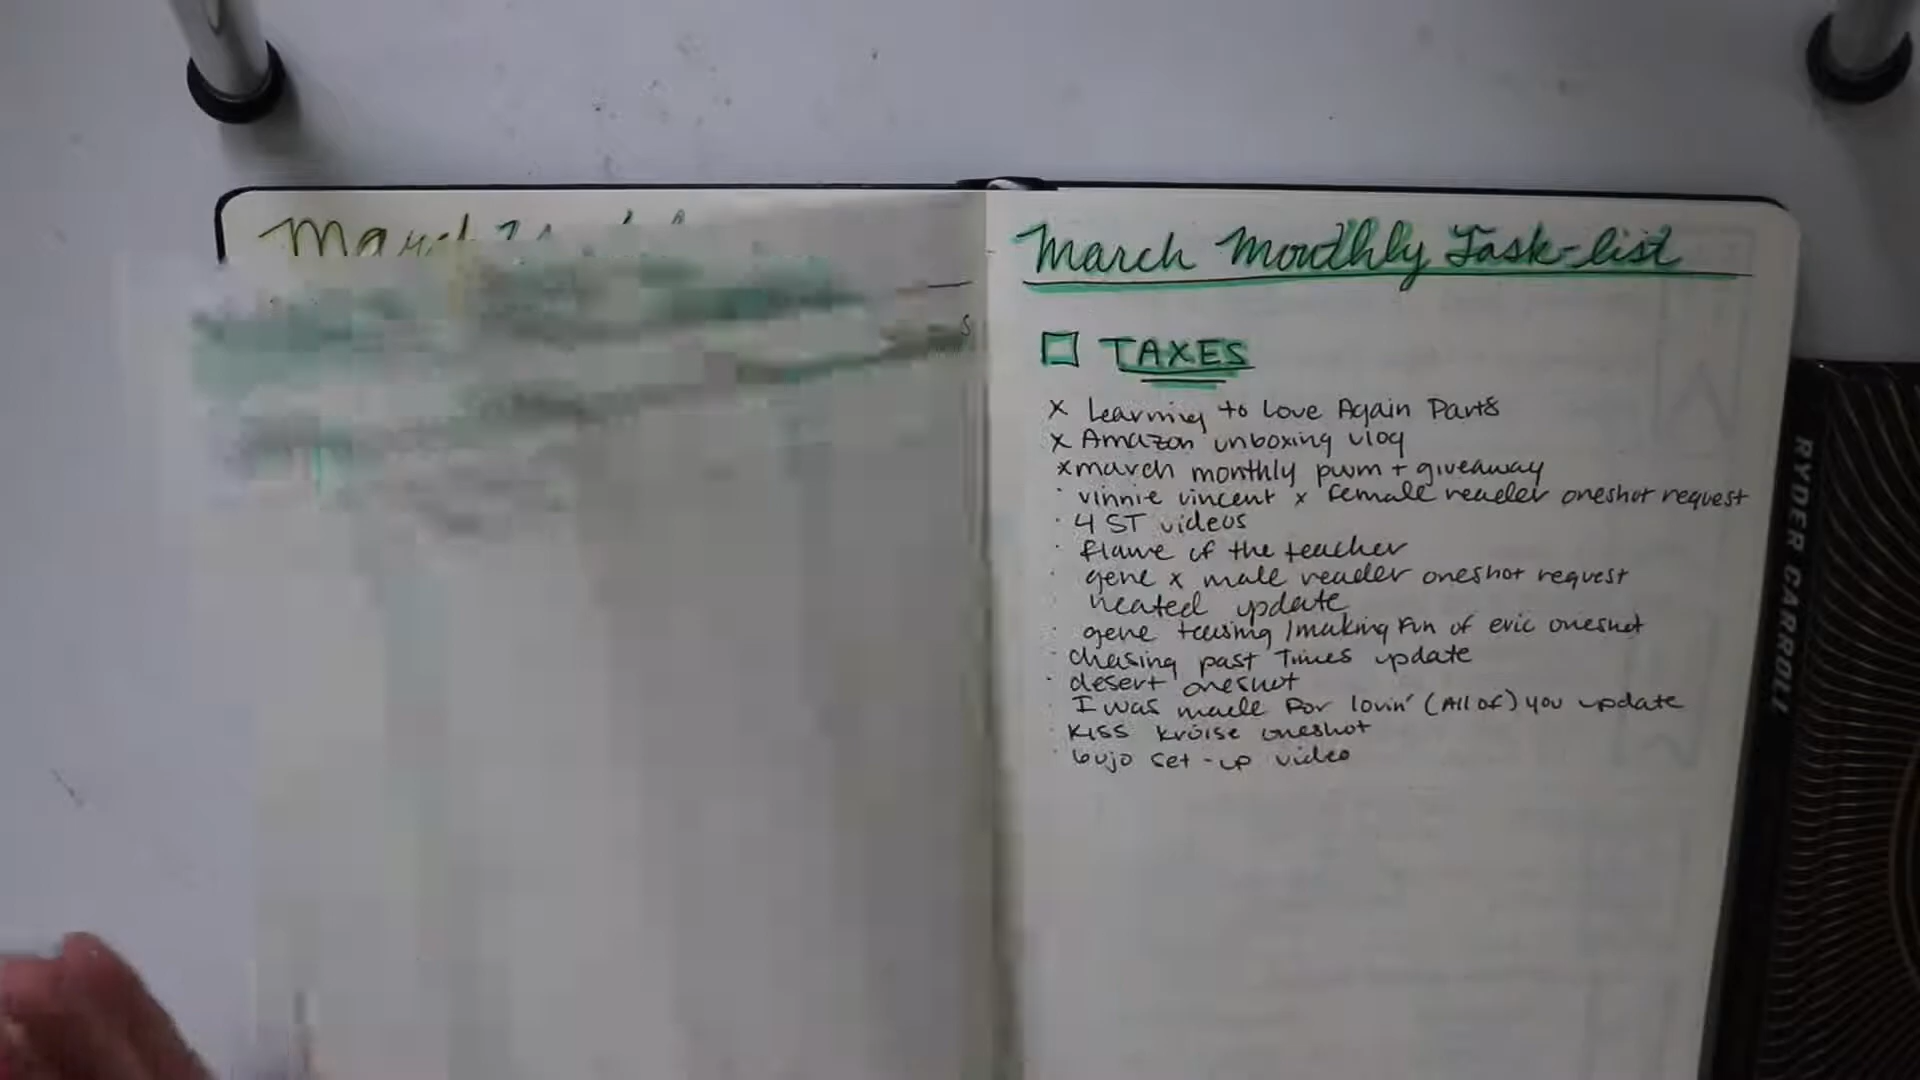 March
March Monthly Task-list
TAXES
x Learning to Love Again Part 8
x Amazon unboxing vlog
x march monthly pwm + giveaway
· vinnie vincent x female reader oneshot request
· 4 ST videos
· flame of the teacher
· gene x male reader oneshot request
· heated update
· gene teasing / making fun of eric oneshot
· chasing past Times update
· desert oneshot
· I was made for lovin' (All of) you update
· KISS kruise oneshot
· bujo set-up video
RYDER CARROLL